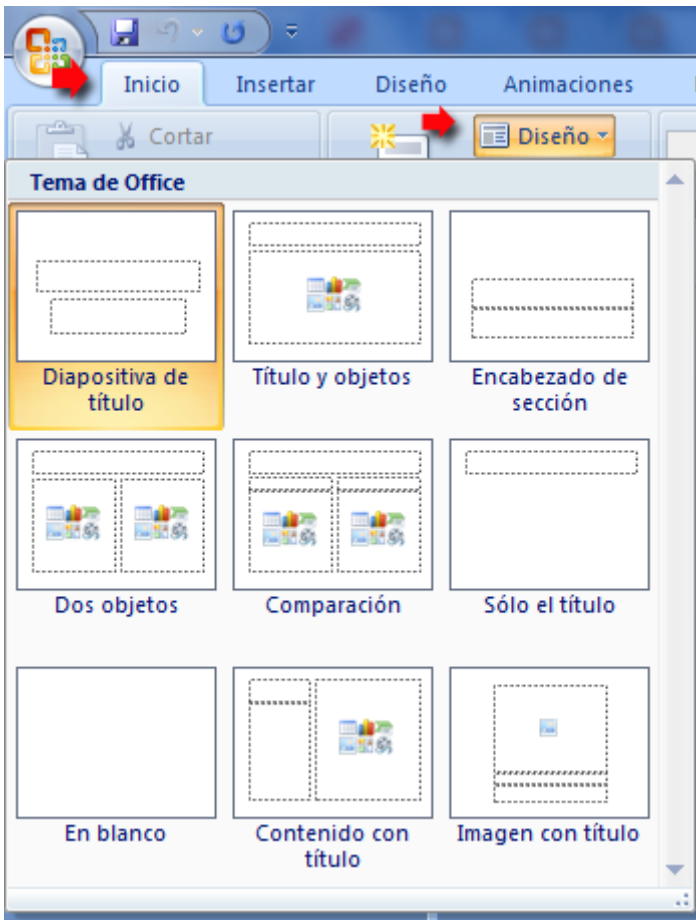 Inicio Insertar Diseño Animaciones
Cortar Diseño
Tema de Office
Diapositiva de título Título y objetos Encabezado de sección
Dos objetos Comparación Sólo el título
En blanco Contenido con título Imagen con título